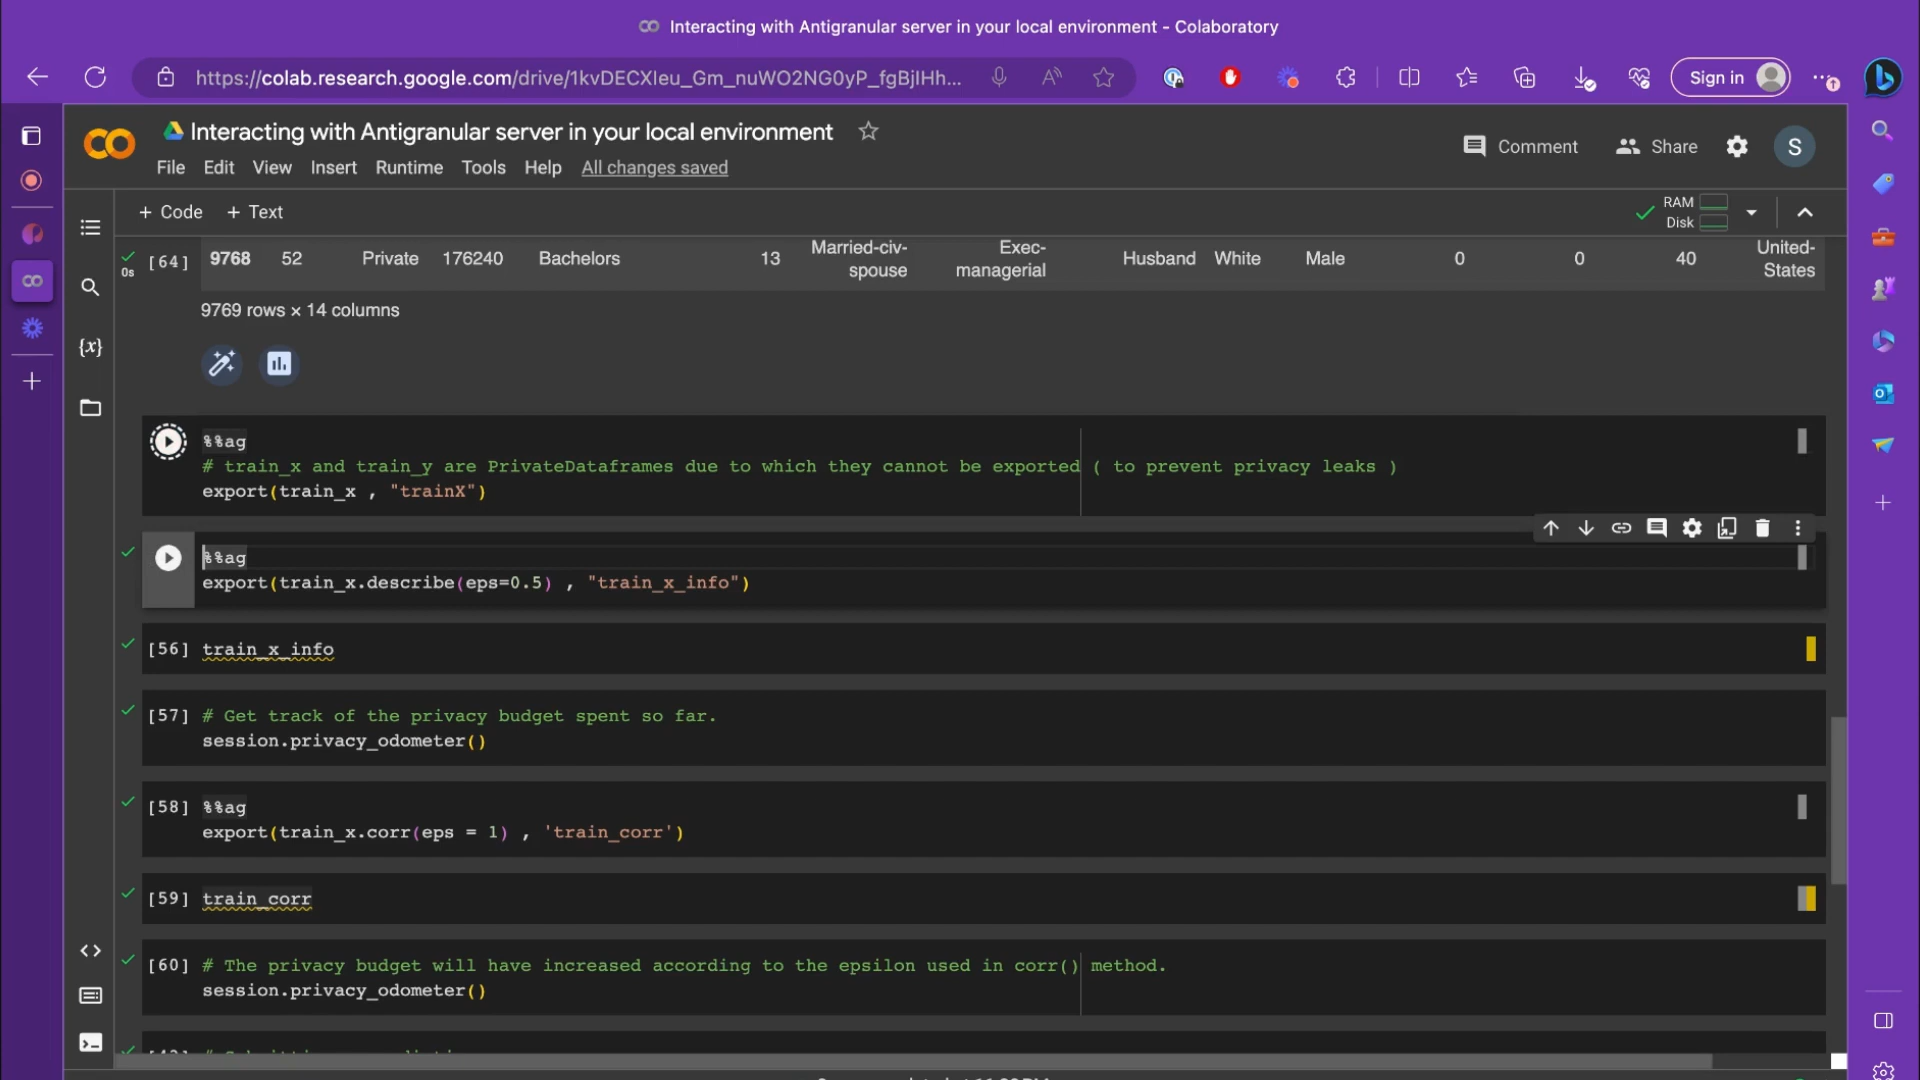 Interacting with Antigranular server in your local environment - Colaboratory
https://colab.research.google.com/drive/1kvDECXIeu_Gm_nuWO2NG0yP_fgBjIHh...
Sign in
Interacting with Antigranular server in your local environment
File Edit View Insert Runtime Tools Help All changes saved
Comment Share S
+ Code + Text
RAM
Disk
0s [64] 9768 52 Private 176240 Bachelors 13 Married-civ-spouse Exec-managerial Husband White Male 0 0 40 United-States
9769 rows × 14 columns
{x}
%%ag
# train_x and train_y are PrivateDataframes due to which they cannot be exported ( to prevent privacy leaks )
export(train_x , "trainX")
%%ag
export(train_x.describe(eps=0.5) , "train_x_info")
[56] train_x_info
[57] # Get track of the privacy budget spent so far.
session.privacy_odometer()
[58] %%ag
export(train_x.corr(eps = 1) , 'train_corr')
[59] train_corr
[60] # The privacy budget will have increased according to the epsilon used in corr() method.
session.privacy_odometer()